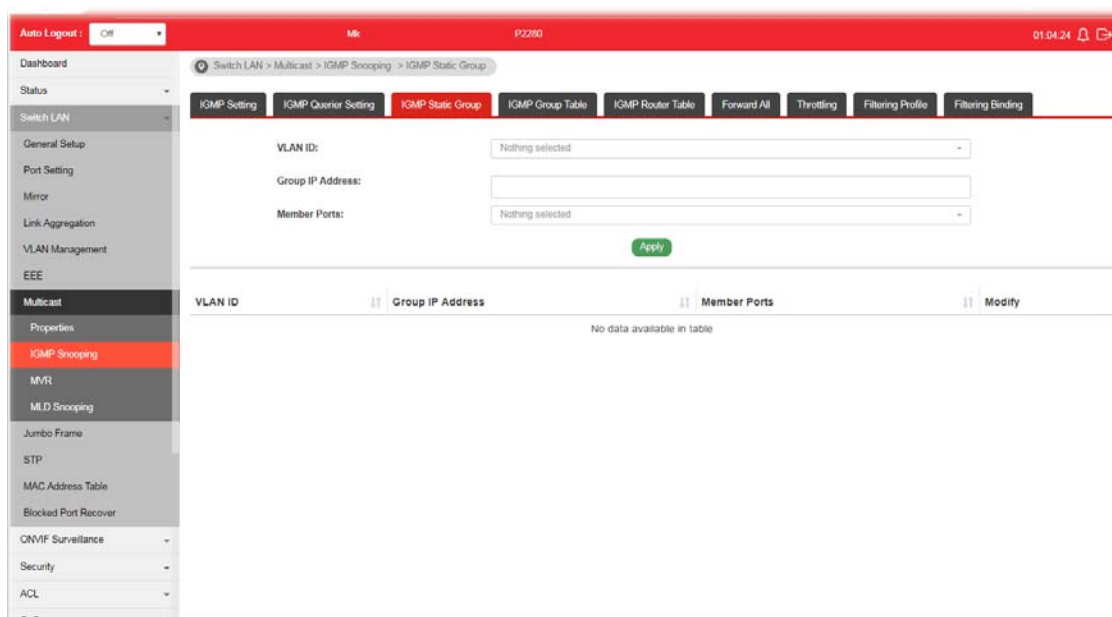 Auto Logout : Off Mk P2280 01:04:24
Dashboard
Status
Switch LAN
General Setup
Port Setting
Mirror
Link Aggregation
VLAN Management
EEE
Multicast
Properties
IGMP Snooping
MVR
MLD Snooping
Jumbo Frame
STP
MAC Address Table
Blocked Port Recover
ONVIF Surveillance
Security
ACL
Switch LAN > Multicast > IGMP Snooping > IGMP Static Group
IGMP Setting IGMP Querier Setting IGMP Static Group IGMP Group Table IGMP Router Table Forward All Throttling Filtering Profile Filtering Binding
VLAN ID: Nothing selected
Group IP Address:
Member Ports: Nothing selected
Apply
VLAN ID Group IP Address Member Ports Modify
No data available in table